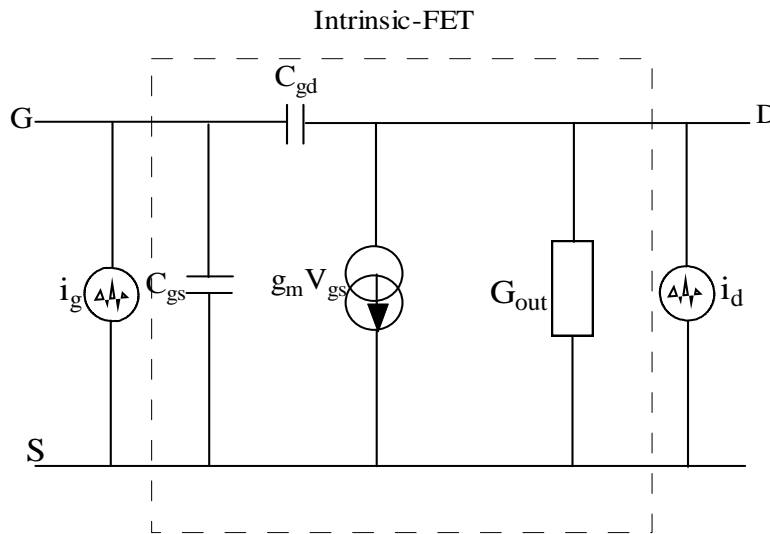 Intrinsic-FET
C_gd
G
D
i_g
C_gs
g_m V_gs
G_out
i_d
S